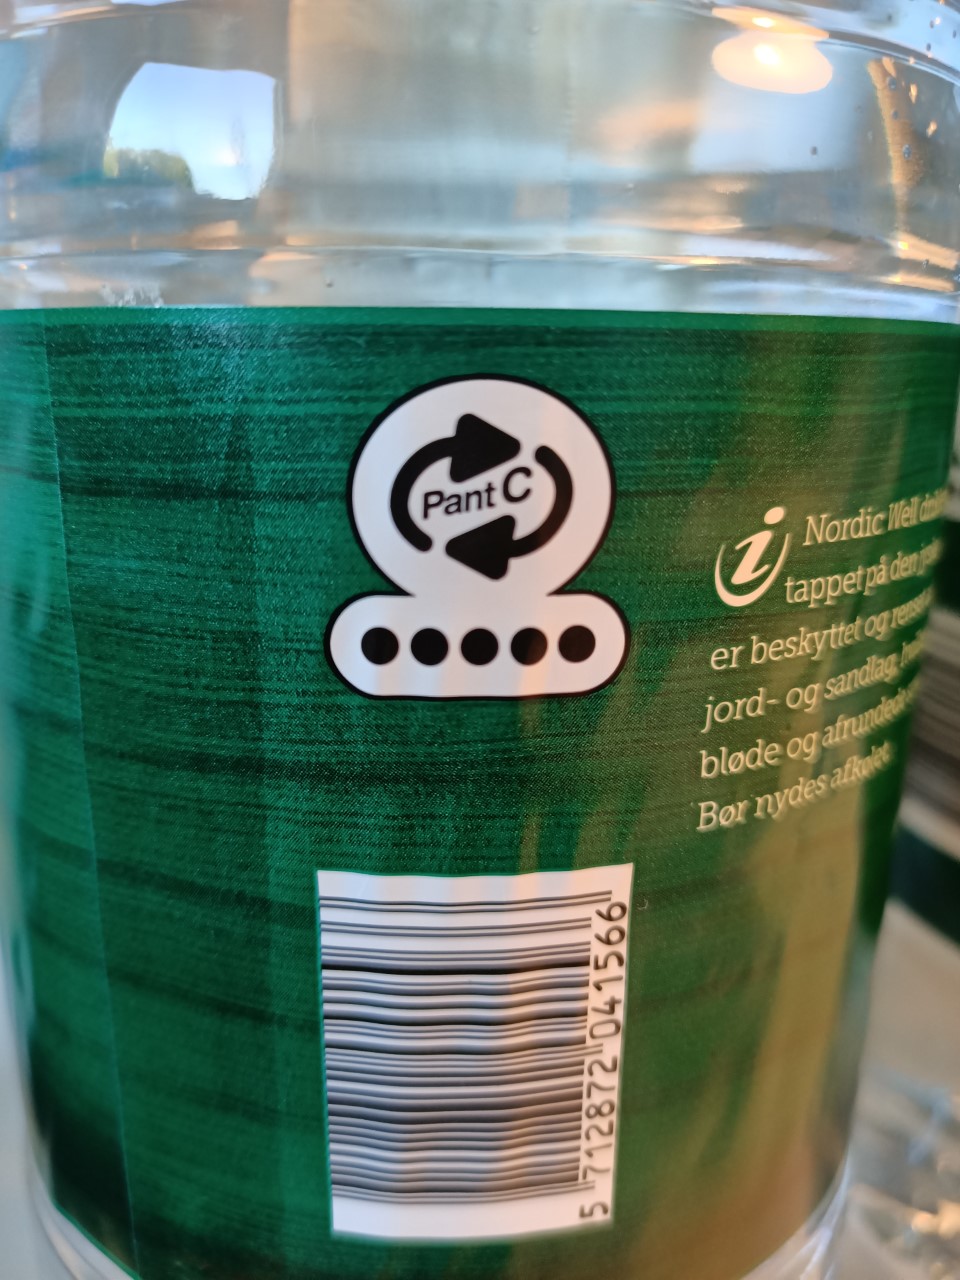 Pant C
Nordic Well
tappet på den
er beskyttet og
jord- og sandlag,
bløde og afrundede
Bør nydes afkølet.
5 712872 041566